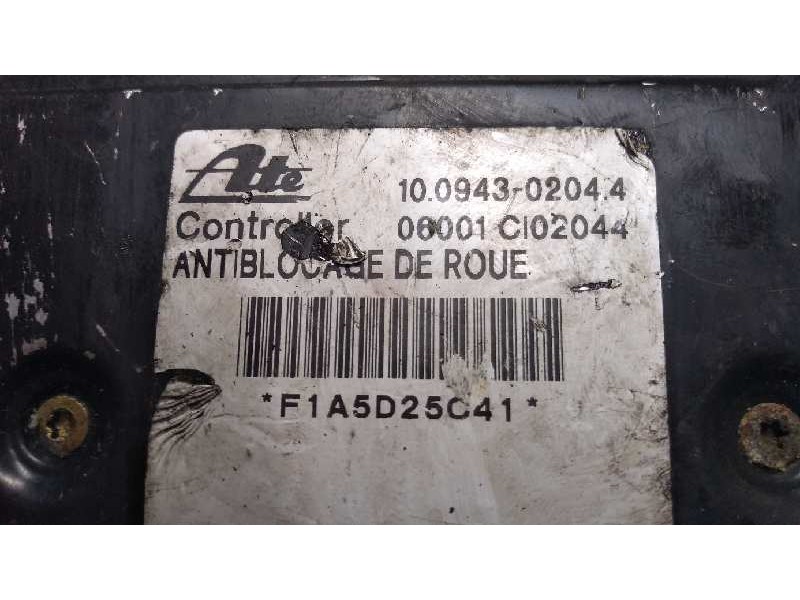 Ate
10.0943-0204.4
Controller 06001 CI02044
ANTIBLOCAGE DE ROUE
*F1A5D25C41*